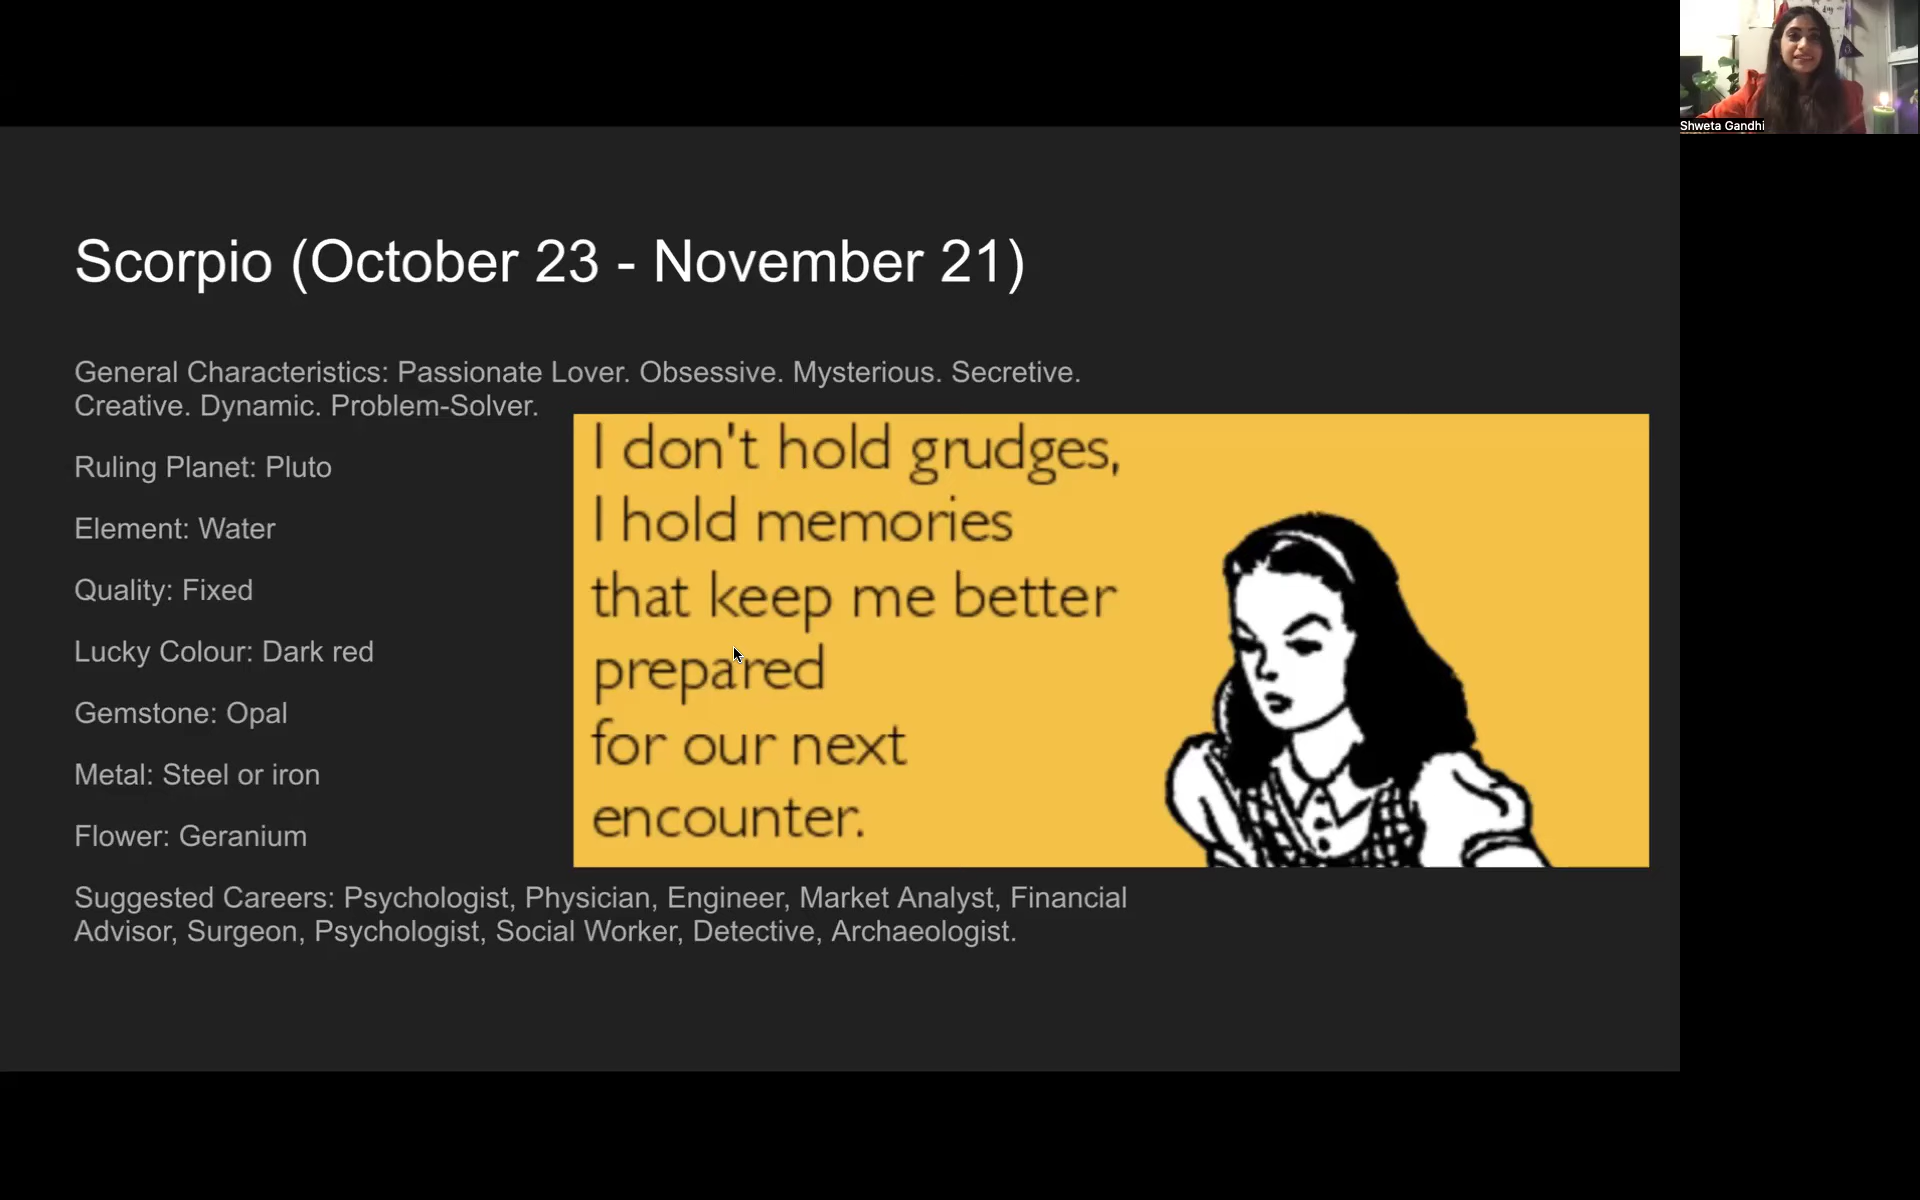 Scorpio (October 23 - November 21)
General Characteristics: Passionate Lover. Obsessive. Mysterious. Secretive.
Creative. Dynamic. Problem-Solver.
Ruling Planet: Pluto
Element: Water
Quality: Fixed
Lucky Colour: Dark red
Gemstone: Opal
Metal: Steel or iron
Flower: Geranium
Suggested Careers: Psychologist, Physician, Engineer, Market Analyst, Financial
Advisor, Surgeon, Psychologist, Social Worker, Detective, Archaeologist.
I don't hold grudges,
I hold memories
that keep me better
prepared
for our next
encounter.
Shweta Gandhi